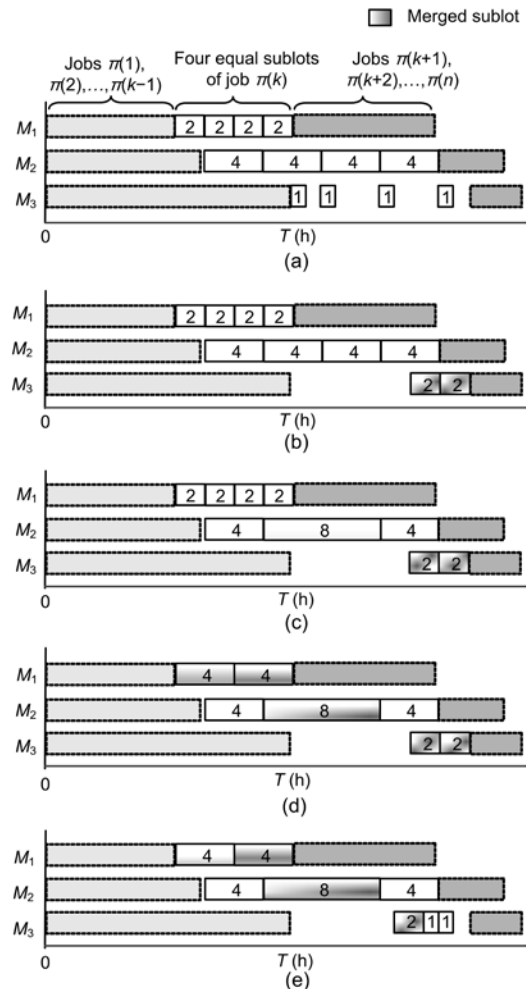 Merged sublot
Jobs π(1), π(2),…,π(k−1)
Four equal sublots of job π(k)
Jobs π(k+1), π(k+2),…,π(n)
M1 2 2 2 2
M2 4 4 4 4
M3 1 1 1 1
0 T (h)
(a)
M1 2 2 2 2
M2 4 4 4 4
M3 2 2
0 T (h)
(b)
M1 2 2 2 2
M2 4 8 4
M3 2 2
0 T (h)
(c)
M1 4 4
M2 4 8 4
M3 2 2
0 T (h)
(d)
M1 4 4
M2 4 8 4
M3 2 1 1
0 T (h)
(e)